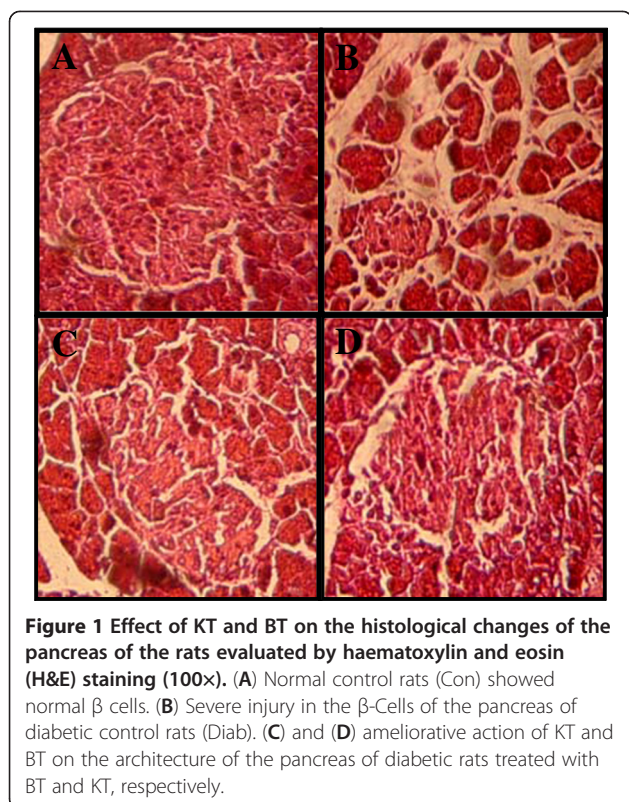 A
B
C
D
Figure 1 Effect of KT and BT on the histological changes of the
pancreas of the rats evaluated by haematoxylin and eosin
(H&E) staining (100×). (A) Normal control rats (Con) showed
normal β cells. (B) Severe injury in the β-Cells of the pancreas of
diabetic control rats (Diab). (C) and (D) ameliorative action of KT and
BT on the architecture of the pancreas of diabetic rats treated with
BT and KT, respectively.